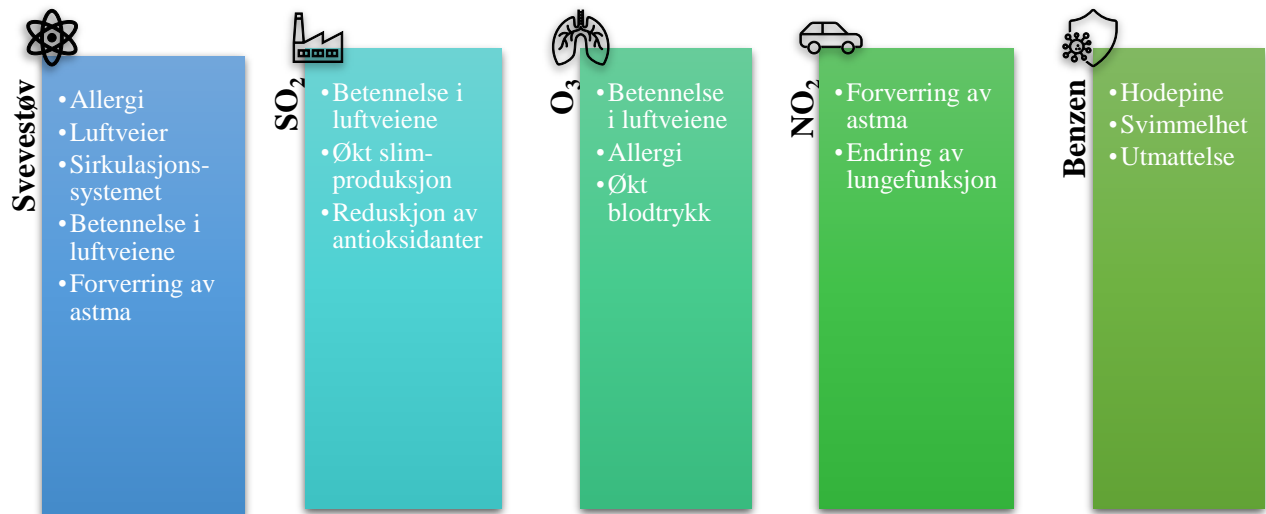 Svevestøv
• Allergi
• Luftveier
• Sirkulasjons-
systemet
• Betennelse i
luftveiene
• Forverring av
astma
SO₂
• Betennelse i
luftveiene
• Økt slim-
produksjon
• Reduskjon av
antioksidanter
O₃
• Betennelse
i luftveiene
• Allergi
• Økt
blodtrykk
NO₂
• Forverring av
astma
• Endring av
lungefunksjon
Benzen
• Hodepine
• Svimmelhet
• Utmattelse